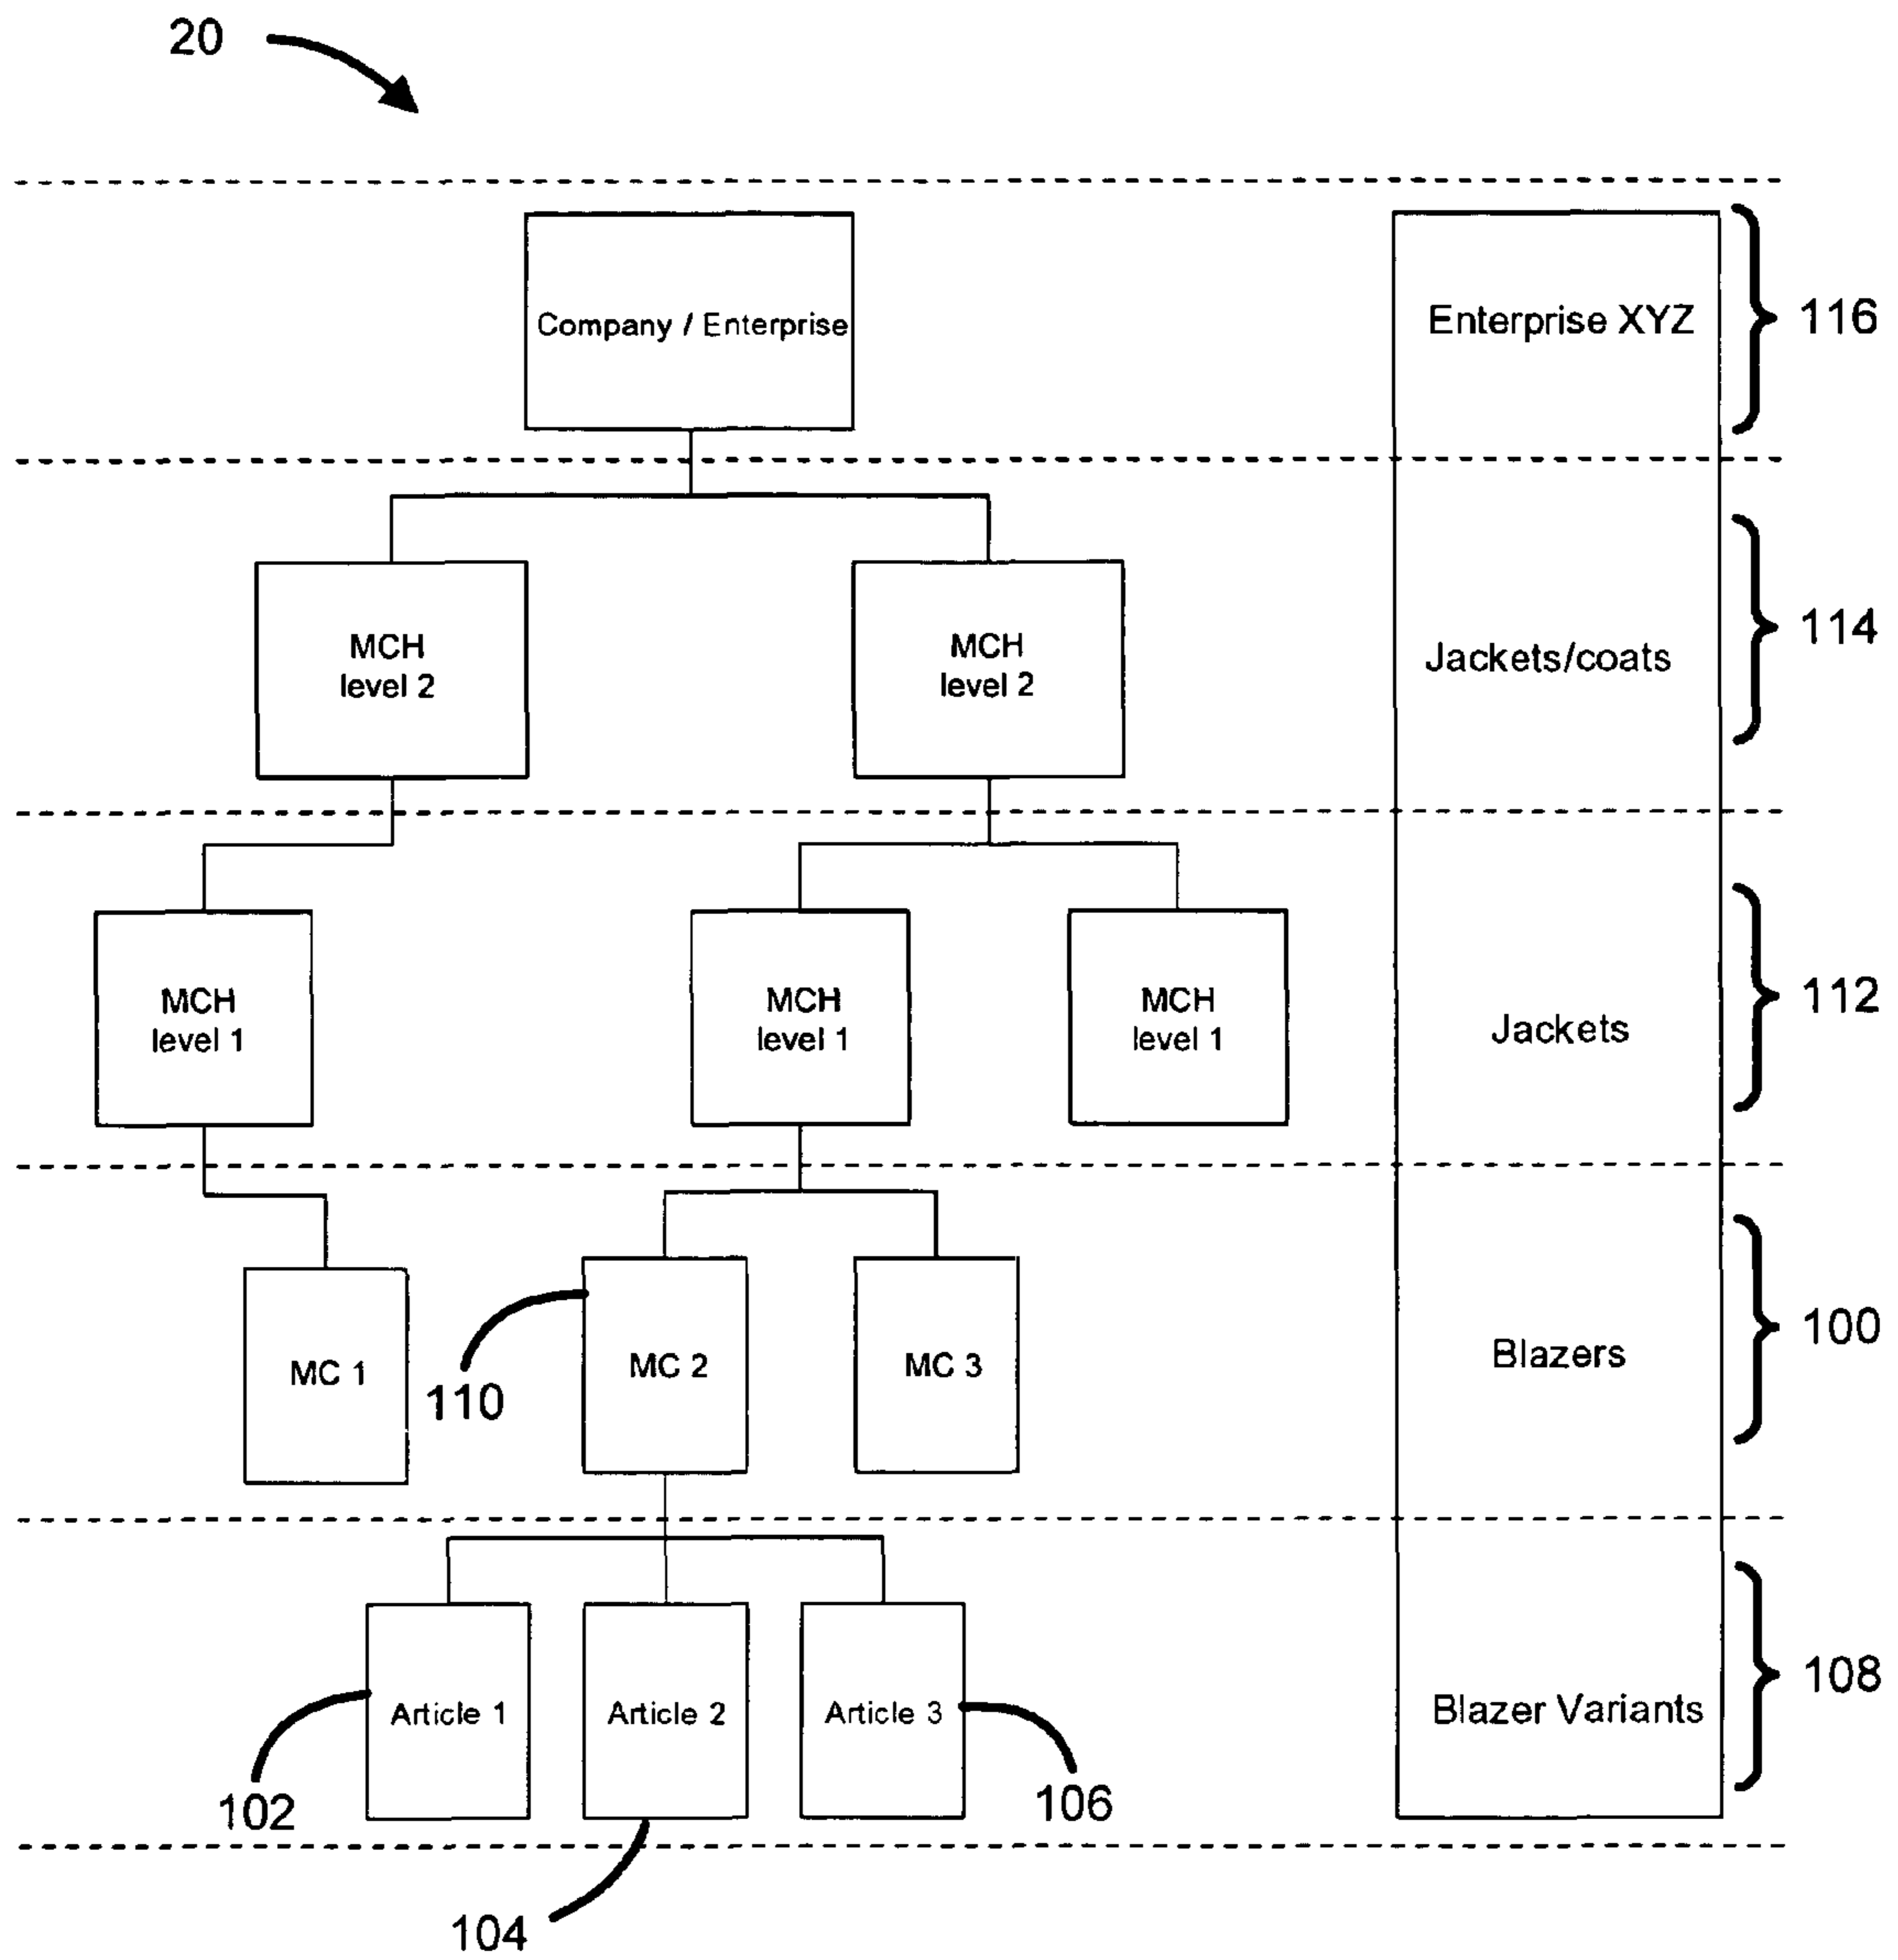 20
Company / Enterprise
Enterprise XYZ
116
MCH
level 2
MCH
level 2
Jackets/coats
114
MCH
level 1
MCH
level 1
MCH
level 1
Jackets
112
MC 1
110
MC 2
MC 3
Blazers
100
Article 1
Article 2
Article 3
Blazer Variants
108
102
106
104